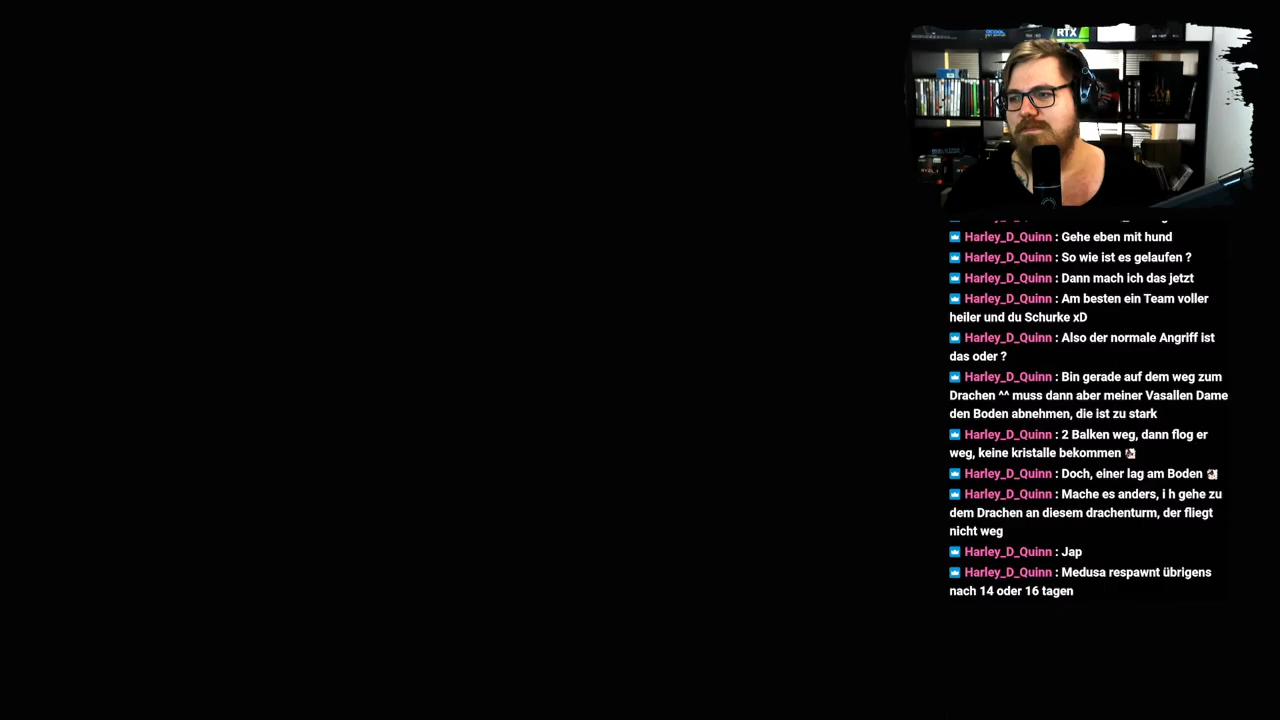 RTX
Harley_D_Quinn : Gehe eben mit hund
Harley_D_Quinn : So wie ist es gelaufen ?
Harley_D_Quinn : Dann mach ich das jetzt
Harley_D_Quinn : Am besten ein Team voller
heiler und du Schurke xD
Harley_D_Quinn : Also der normale Angriff ist
das oder ?
Harley_D_Quinn : Bin gerade auf dem weg zum
Drachen ^^ muss dann aber meiner Vasallen Dame
den Boden abnehmen, die ist zu stark
Harley_D_Quinn : 2 Balken weg, dann flog er
weg, keine kristalle bekommen
Harley_D_Quinn : Doch, einer lag am Boden
Harley_D_Quinn : Mache es anders, i h gehe zu
dem Drachen an diesem drachenturm, der fliegt
nicht weg
Harley_D_Quinn : Jap
Harley_D_Quinn : Medusa respawnt übrigens
nach 14 oder 16 tagen